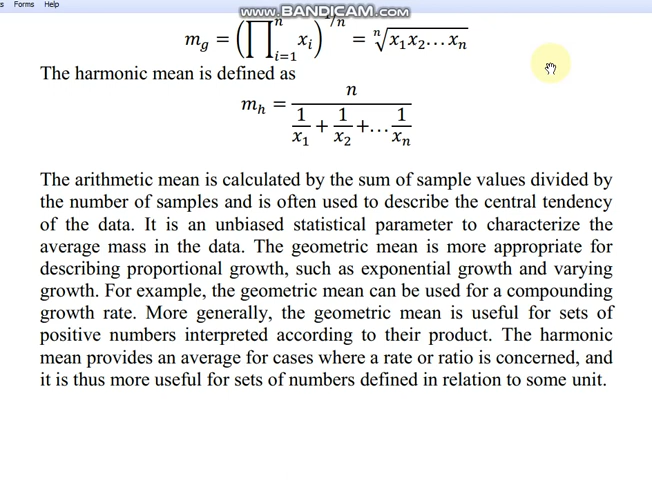 Forms Help
www.BANDICAM.com
m_g = (∏_{i=1}^{n} x_i)^{1/n} = \sqrt[n]{x_1 x_2 … x_n}
The harmonic mean is defined as
m_h = \frac{n}{\frac{1}{x_1} + \frac{1}{x_2} + … \frac{1}{x_n}}
The arithmetic mean is calculated by the sum of sample values divided by
the number of samples and is often used to describe the central tendency
of the data. It is an unbiased statistical parameter to characterize the
average mass in the data. The geometric mean is more appropriate for
describing proportional growth, such as exponential growth and varying
growth. For example, the geometric mean can be used for a compounding
growth rate. More generally, the geometric mean is useful for sets of
positive numbers interpreted according to their product. The harmonic
mean provides an average for cases where a rate or ratio is concerned, and
it is thus more useful for sets of numbers defined in relation to some unit.